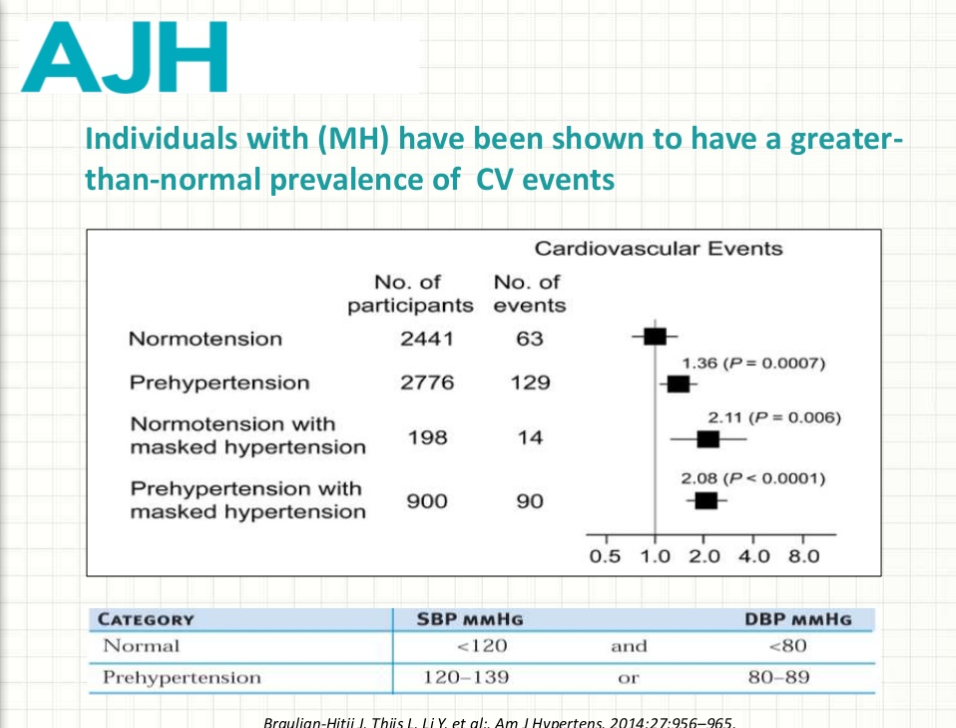 AJH
Individuals with (MH) have been shown to have a greater-
than-normal prevalence of CV events
Cardiovascular Events
No. of No. of
participants events
Normotension 2441 63
1.36 (P = 0.0007)
Prehypertension 2776 129
2.11 (P = 0.006)
Normotension with
masked hypertension 198 14
2.08 (P < 0.0001)
Prehypertension with
masked hypertension 900 90
0.5 1.0 2.0 4.0 8.0
CATEGORY SBP MMHG DBP MMHG
Normal <120 and <80
Prehypertension 120–139 or 80–89
Braulian-Hitij J, Thijs L, Li Y, et al;. Am J Hypertens. 2014;27:956–965.